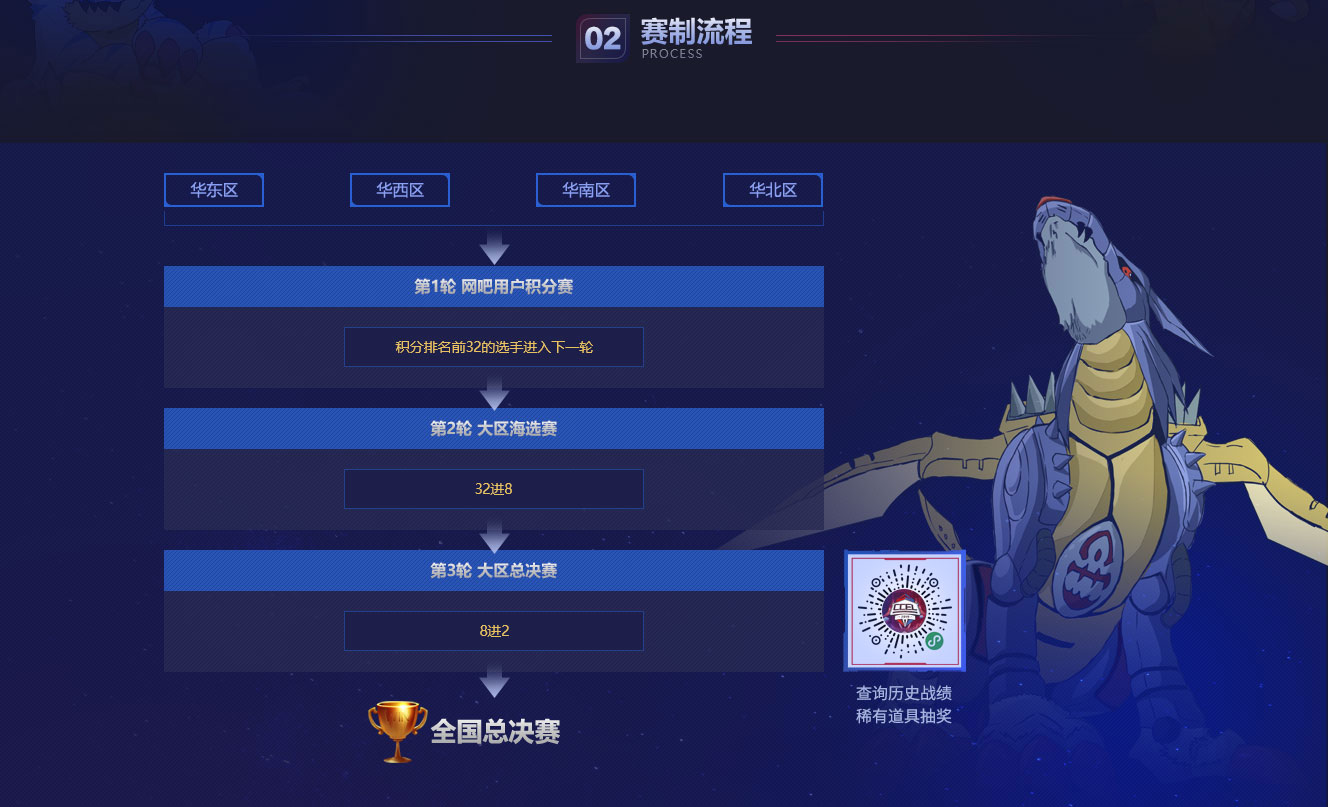 02
赛制流程
PROCESS
华东区
华西区
华南区
华北区
第1轮 网吧用户积分赛
积分排名前32的选手进入下一轮
第2轮 大区海选赛
32进8
第3轮 大区总决赛
8进2
全国总决赛
查询历史战绩
稀有道具抽奖